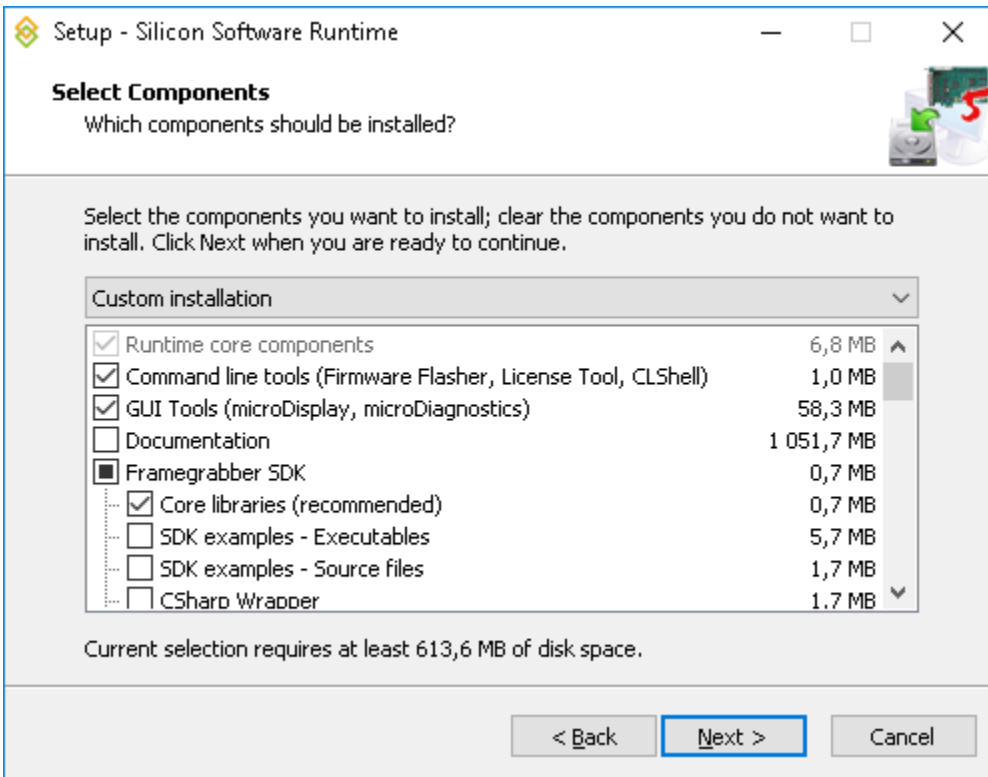 Setup - Silicon Software Runtime
Select Components
Which components should be installed?
Select the components you want to install; clear the components you do not want to
install. Click Next when you are ready to continue.
Custom installation
Runtime core components 6,8 MB
Command line tools (Firmware Flasher, License Tool, CLShell) 1,0 MB
GUI Tools (microDisplay, microDiagnostics) 58,3 MB
Documentation 1 051,7 MB
Framegrabber SDK 0,7 MB
Core libraries (recommended) 0,7 MB
SDK examples - Executables 5,7 MB
SDK examples - Source files 1,7 MB
CSharp Wrapper 1.7 MB
Current selection requires at least 613,6 MB of disk space.
< Back Next > Cancel